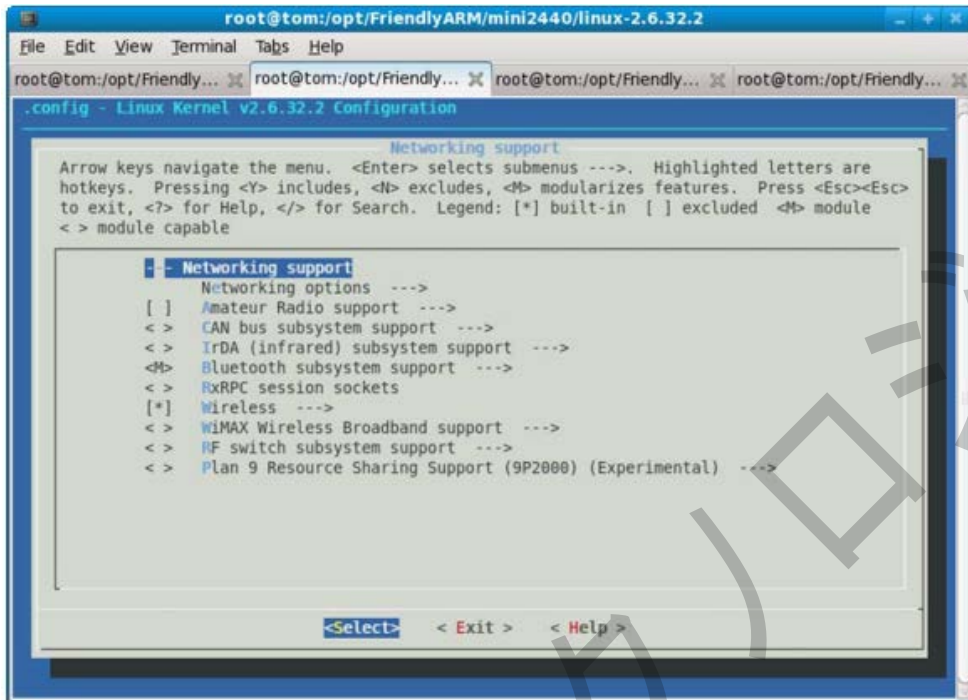 root@tom:/opt/FriendlyARM/mini2440/linux-2.6.32.2
File Edit View Terminal Tabs Help
root@tom:/opt/Friendly... root@tom:/opt/Friendly... root@tom:/opt/Friendly... root@tom:/opt/Friendly...
.config - Linux Kernel v2.6.32.2 Configuration
Networking support
Arrow keys navigate the menu. <Enter> selects submenus --->. Highlighted letters are
hotkeys. Pressing <Y> includes, <N> excludes, <M> modularizes features. Press <Esc><Esc>
to exit, <?> for Help, </> for Search. Legend: [*] built-in [ ] excluded <M> module
< > module capable
--- Networking support
Networking options --->
[ ] Amateur Radio support --->
< > CAN bus subsystem support --->
< > IrDA (infrared) subsystem support --->
<M> Bluetooth subsystem support --->
< > RxRPC session sockets
[*] Wireless --->
< > WiMAX Wireless Broadband support --->
< > RF switch subsystem support --->
< > Plan 9 Resource Sharing Support (9P2000) (Experimental) --->
<Select> < Exit > < Help >